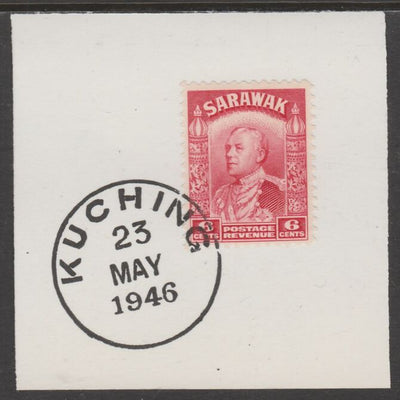 SARAWAK
6 CENTS POSTAGE REVENUE 6 CENTS
KUCHING
23
MAY
1946